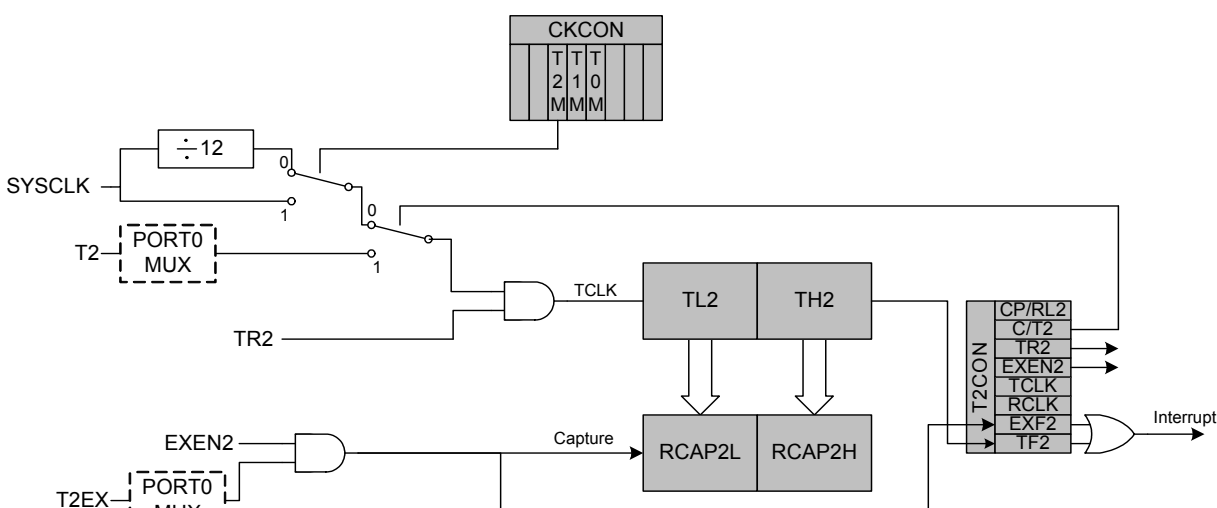 CKCON
T T T
2 1 0
M M M
÷ 12
0
SYSCLK
1
0
PORT0
MUX
T2
1
TCLK
TL2
TH2
TR2
T2CON
CP/RL2
C/T2
TR2
EXEN2
TCLK
RCLK
EXF2
TF2
Interrupt
EXEN2
Capture
RCAP2L
RCAP2H
T2EX
PORT0
MUX